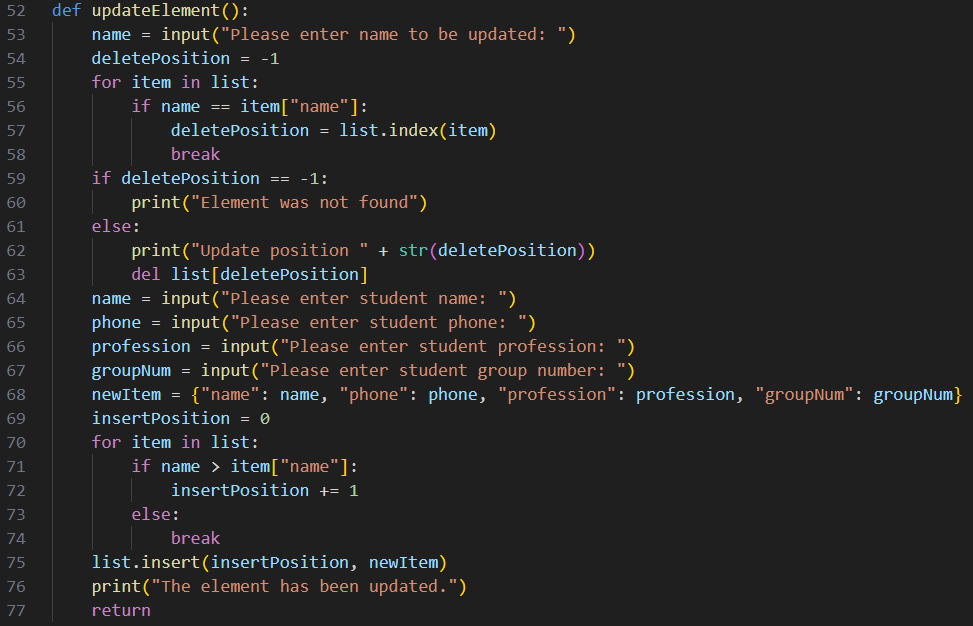 52 def updateElement():
53     name = input("Please enter name to be updated: ")
54     deletePosition = -1
55     for item in list:
56         if name == item["name"]:
57             deletePosition = list.index(item)
58             break
59     if deletePosition == -1:
60         print("Element was not found")
61     else:
62         print("Update position " + str(deletePosition))
63         del list[deletePosition]
64     name = input("Please enter student name: ")
65     phone = input("Please enter student phone: ")
66     profession = input("Please enter student profession: ")
67     groupNum = input("Please enter student group number: ")
68     newItem = {"name": name, "phone": phone, "profession": profession, "groupNum": groupNum}
69     insertPosition = 0
70     for item in list:
71         if name > item["name"]:
72             insertPosition += 1
73         else:
74             break
75     list.insert(insertPosition, newItem)
76     print("The element has been updated.")
77     return